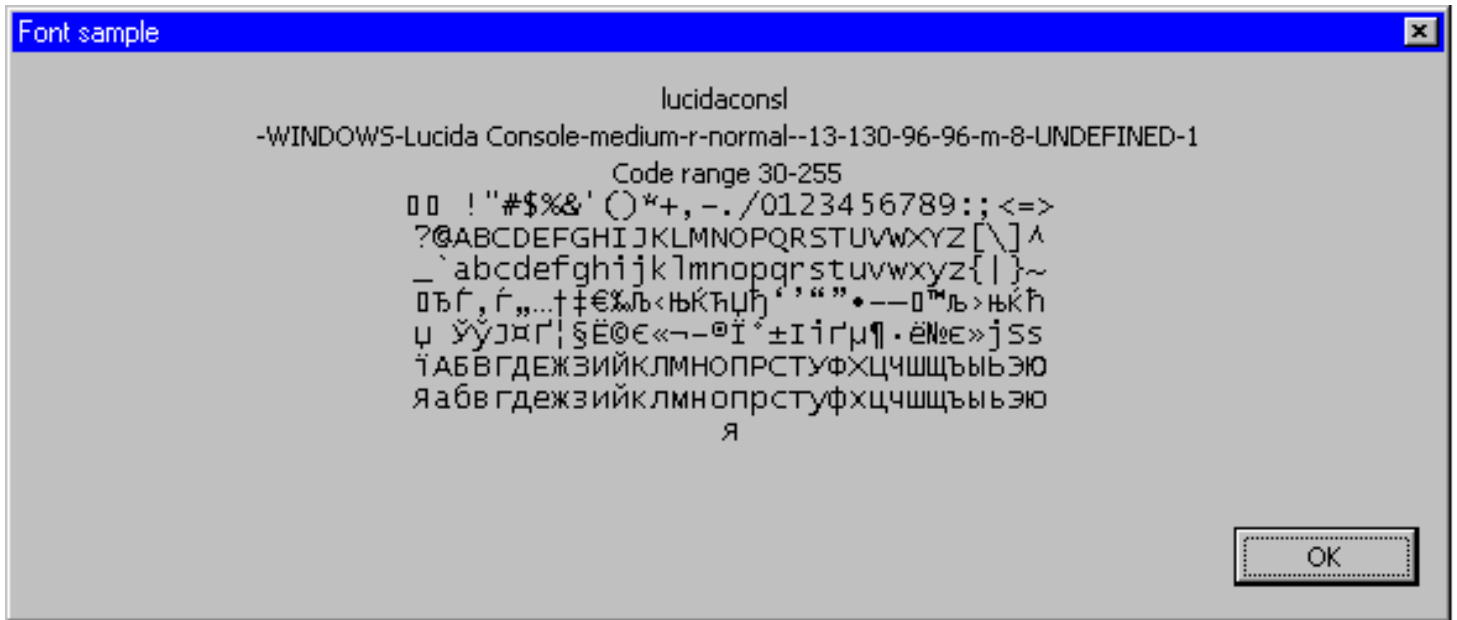 Font sample
lucidaconsl
-WINDOWS-Lucida Console-medium-r-normal--13-130-96-96-m-8-UNDEFINED-1
Code range 30-255
▯▯ !"#$%&'()*+,-./0123456789:;<=>
?@ABCDEFGHIJKLMNOPQRSTUVWXYZ[\]^
_`abcdefghijklmnopqrstuvwxyz{|}~
▯ЂЃ‚ѓ„…†‡€‰Љ‹ЊЌЋЏђ‘’“”•–—▯™љ›њќћ
џ ЎўЈ¤Ґ¦§Ё©Є«¬-®Ї°±Ііґµ¶·ё№є»јЅѕ
їАБВГДЕЖЗИЙКЛМНОПРСТУФХЦЧШЩЪЫЬЭЮ
Яабвгдежзийклмнопрстуфхцчшщъыьэю
я
OK